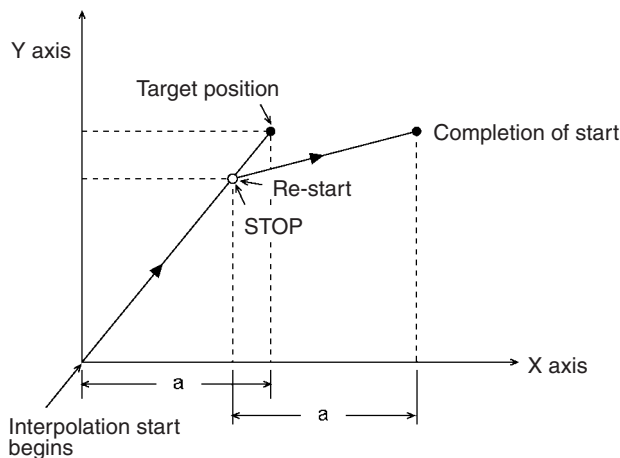 Y axis
Target position
Completion of start
Re-start
STOP
X axis
a
a
Interpolation start
begins